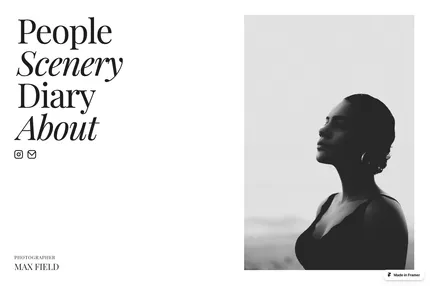 People
Scenery
Diary
About
PHOTOGRAPHER
MAX FIELD
Made in Framer